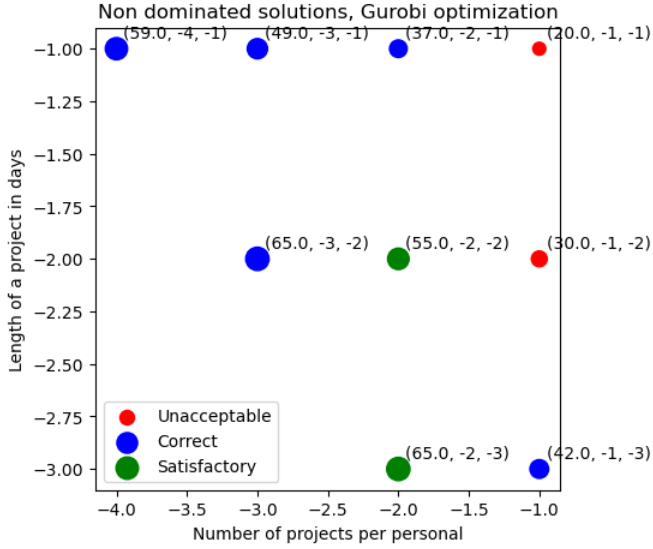 Non dominated solutions, Gurobi optimization
(59.0, -4, -1) (49.0, -3, -1) (37.0, -2, -1) (20.0, -1, -1)
−1.00
−1.25
−1.50
−1.75
(65.0, -3, -2) (55.0, -2, -2) (30.0, -1, -2)
−2.00
−2.25
−2.50
−2.75
(65.0, -2, -3) (42.0, -1, -3)
−3.00
Length of a project in days
Unacceptable
Correct
Satisfactory
−4.0 −3.5 −3.0 −2.5 −2.0 −1.5 −1.0
Number of projects per personal